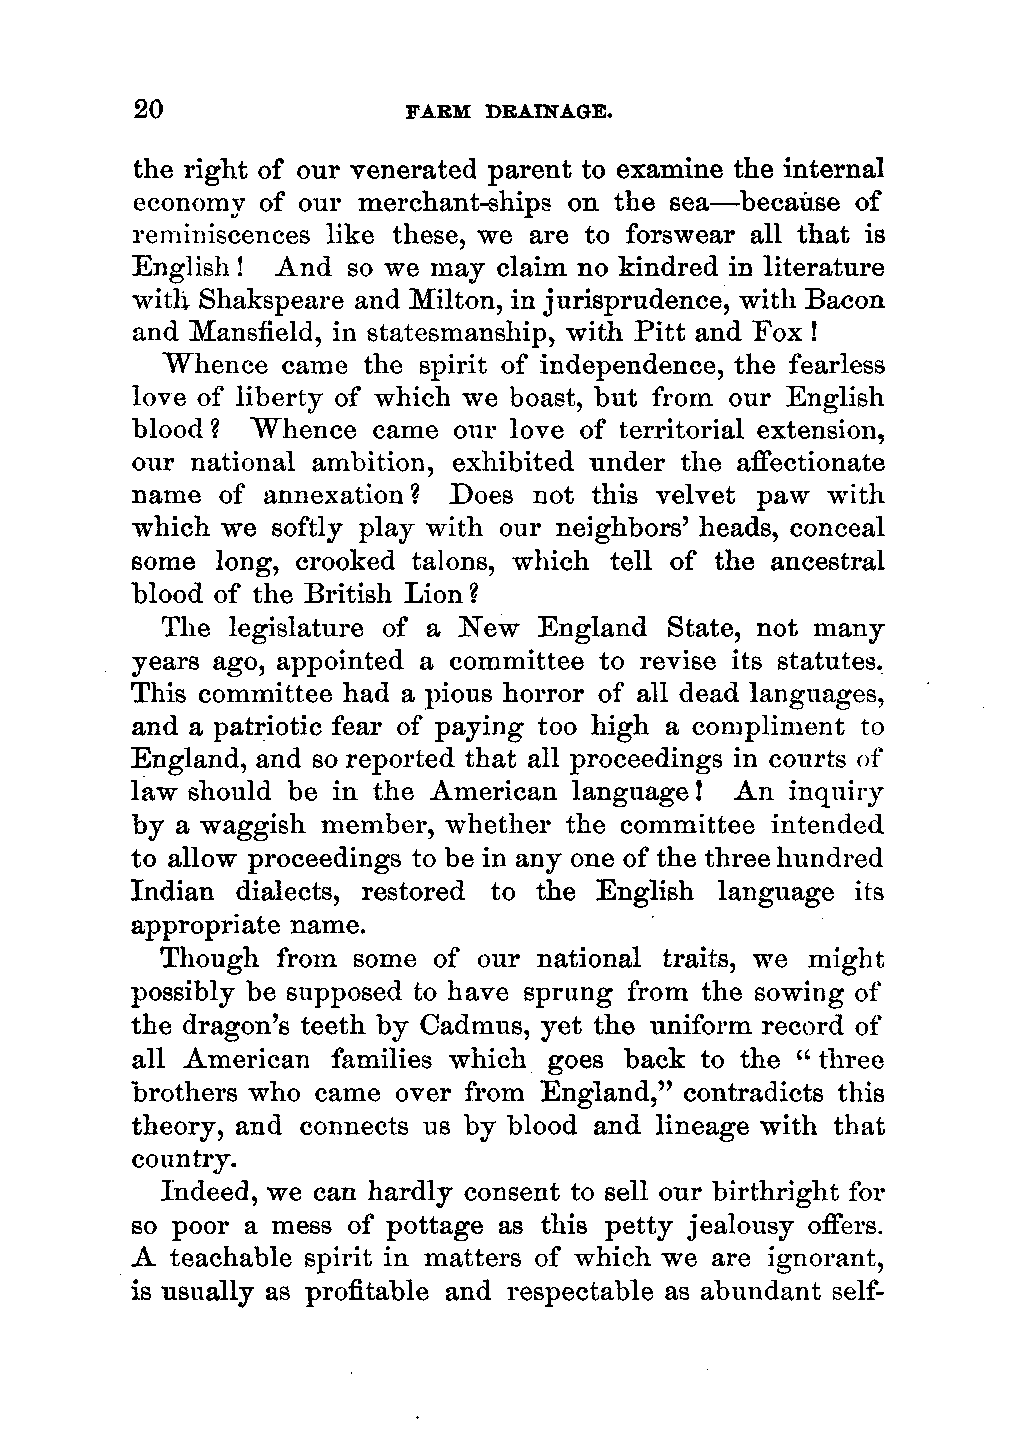 20 FARM DRAINAGE.
the right of our venerated parent to examine the internal
economy of our merchant-ships on the sea—because of
reminiscences like these, we are to forswear all that is
English! And so we may claim no kindred in literature
with Shakspeare and Milton, in jurisprudence, with Bacon
and Mansfield, in statesmanship, with Pitt and Fox!
Whence came the spirit of independence, the fearless
love of liberty of which we boast, but from our English
blood? Whence came our love of territorial extension,
our national ambition, exhibited under the affectionate
name of annexation? Does not this velvet paw with
which we softly play with our neighbors' heads, conceal
some long, crooked talons, which tell of the ancestral
blood of the British Lion?
The legislature of a New England State, not many
years ago, appointed a committee to revise its statutes.
This committee had a pious horror of all dead languages,
and a patriotic fear of paying too high a compliment to
England, and so reported that all proceedings in courts of
law should be in the American language! An inquiry
by a waggish member, whether the committee intended
to allow proceedings to be in any one of the three hundred
Indian dialects, restored to the English language its
appropriate name.
Though from some of our national traits, we might
possibly be supposed to have sprung from the sowing of
the dragon's teeth by Cadmus, yet the uniform record of
all American families which goes back to the "three
brothers who came over from England," contradicts this
theory, and connects us by blood and lineage with that
country.
Indeed, we can hardly consent to sell our birthright for
so poor a mess of pottage as this petty jealousy offers.
A teachable spirit in matters of which we are ignorant,
is usually as profitable and respectable as abundant self-